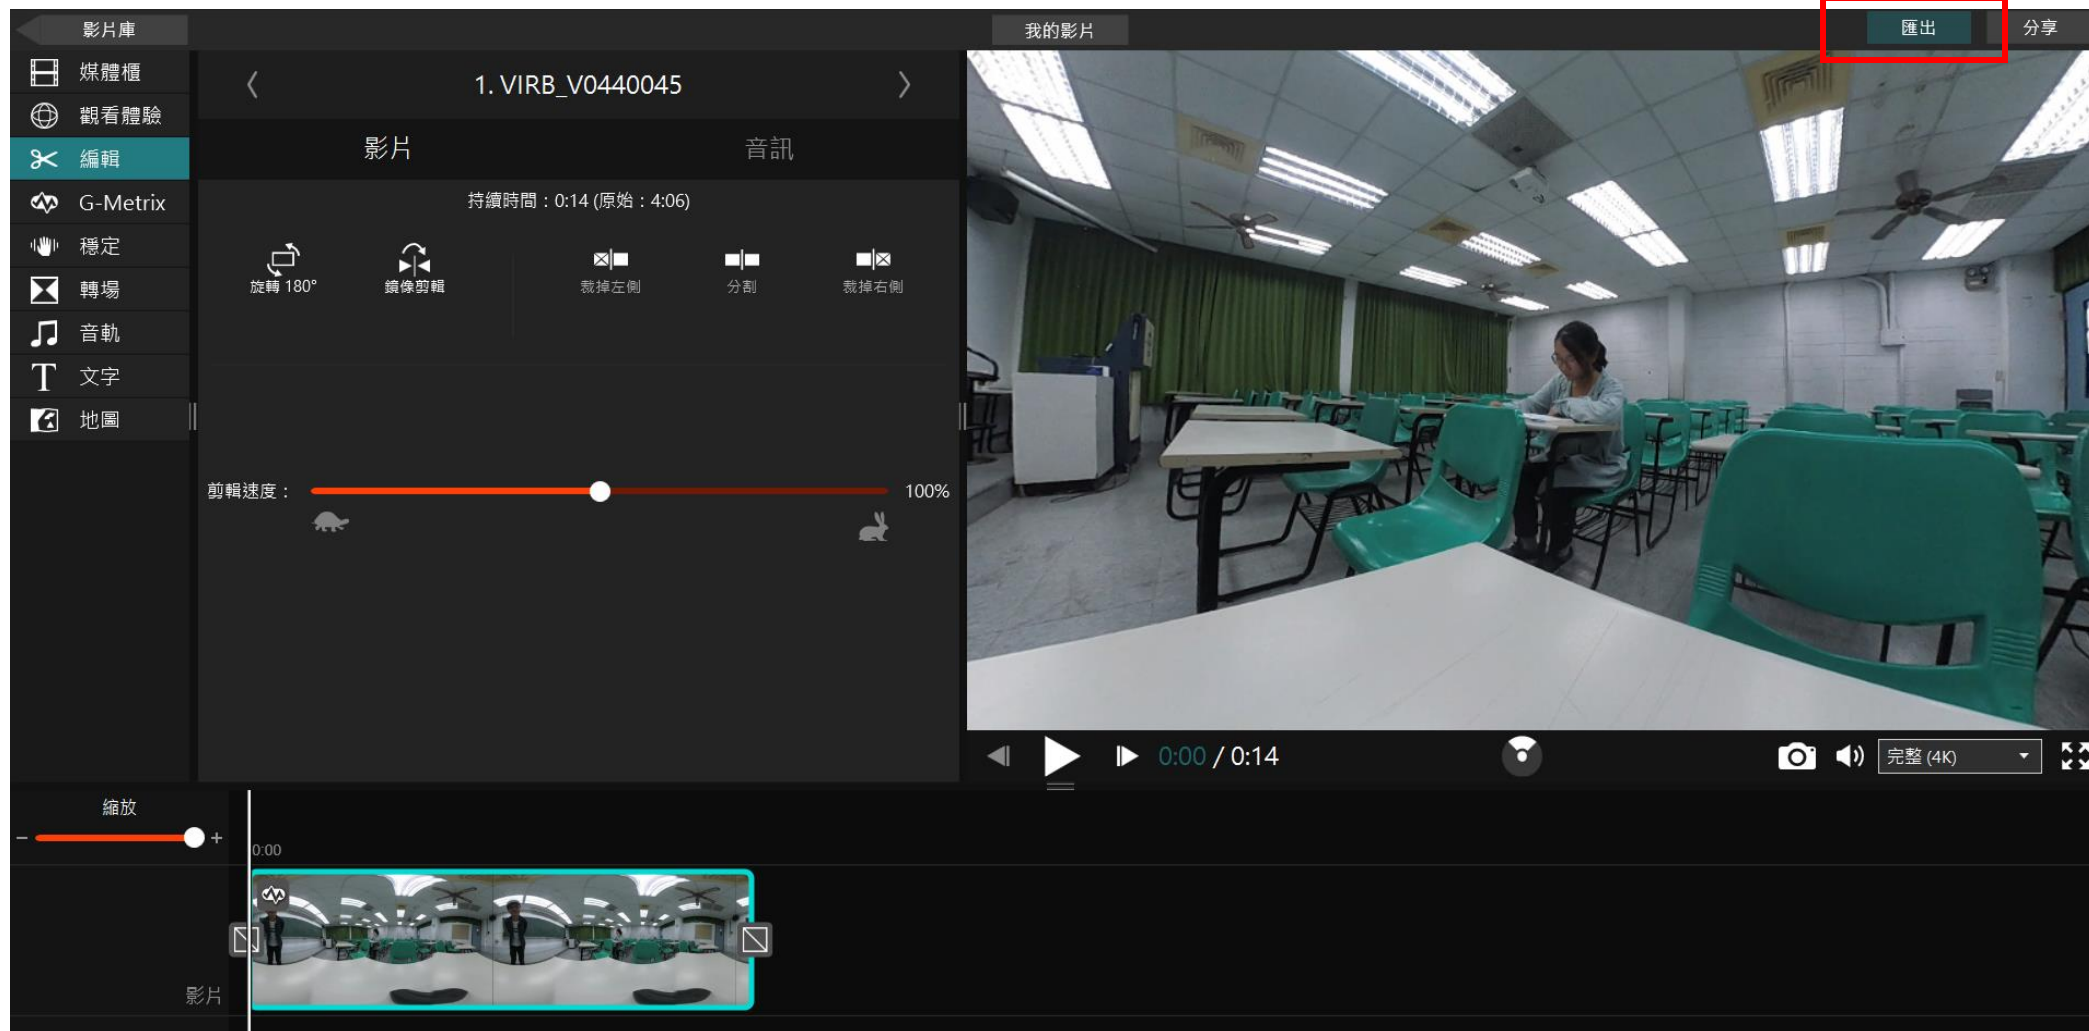 影片庫
我的影片
匯出
分享
媒體櫃
觀看體驗
編輯
G-Metrix
穩定
轉場
音軌
文字
地圖
1. VIRB_V0440045
影片
音訊
持續時間：0:14 (原始：4:06)
旋轉 180°
鏡像剪輯
裁掉左側
分割
裁掉右側
剪輯速度：
100%
0:00 / 0:14
完整 (4K)
縮放
0:00
影片